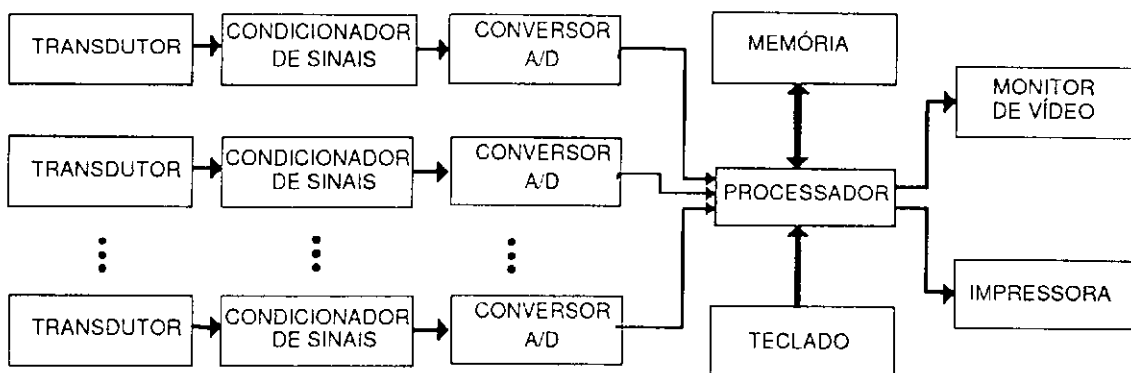 TRANSDUTOR
CONDICIONADOR
DE SINAIS
CONVERSOR
A/D
MEMÓRIA
MONITOR
DE VÍDEO
TRANSDUTOR
CONDICIONADOR
DE SINAIS
CONVERSOR
A/D
PROCESSADOR
TRANSDUTOR
CONDICIONADOR
DE SINAIS
CONVERSOR
A/D
TECLADO
IMPRESSORA